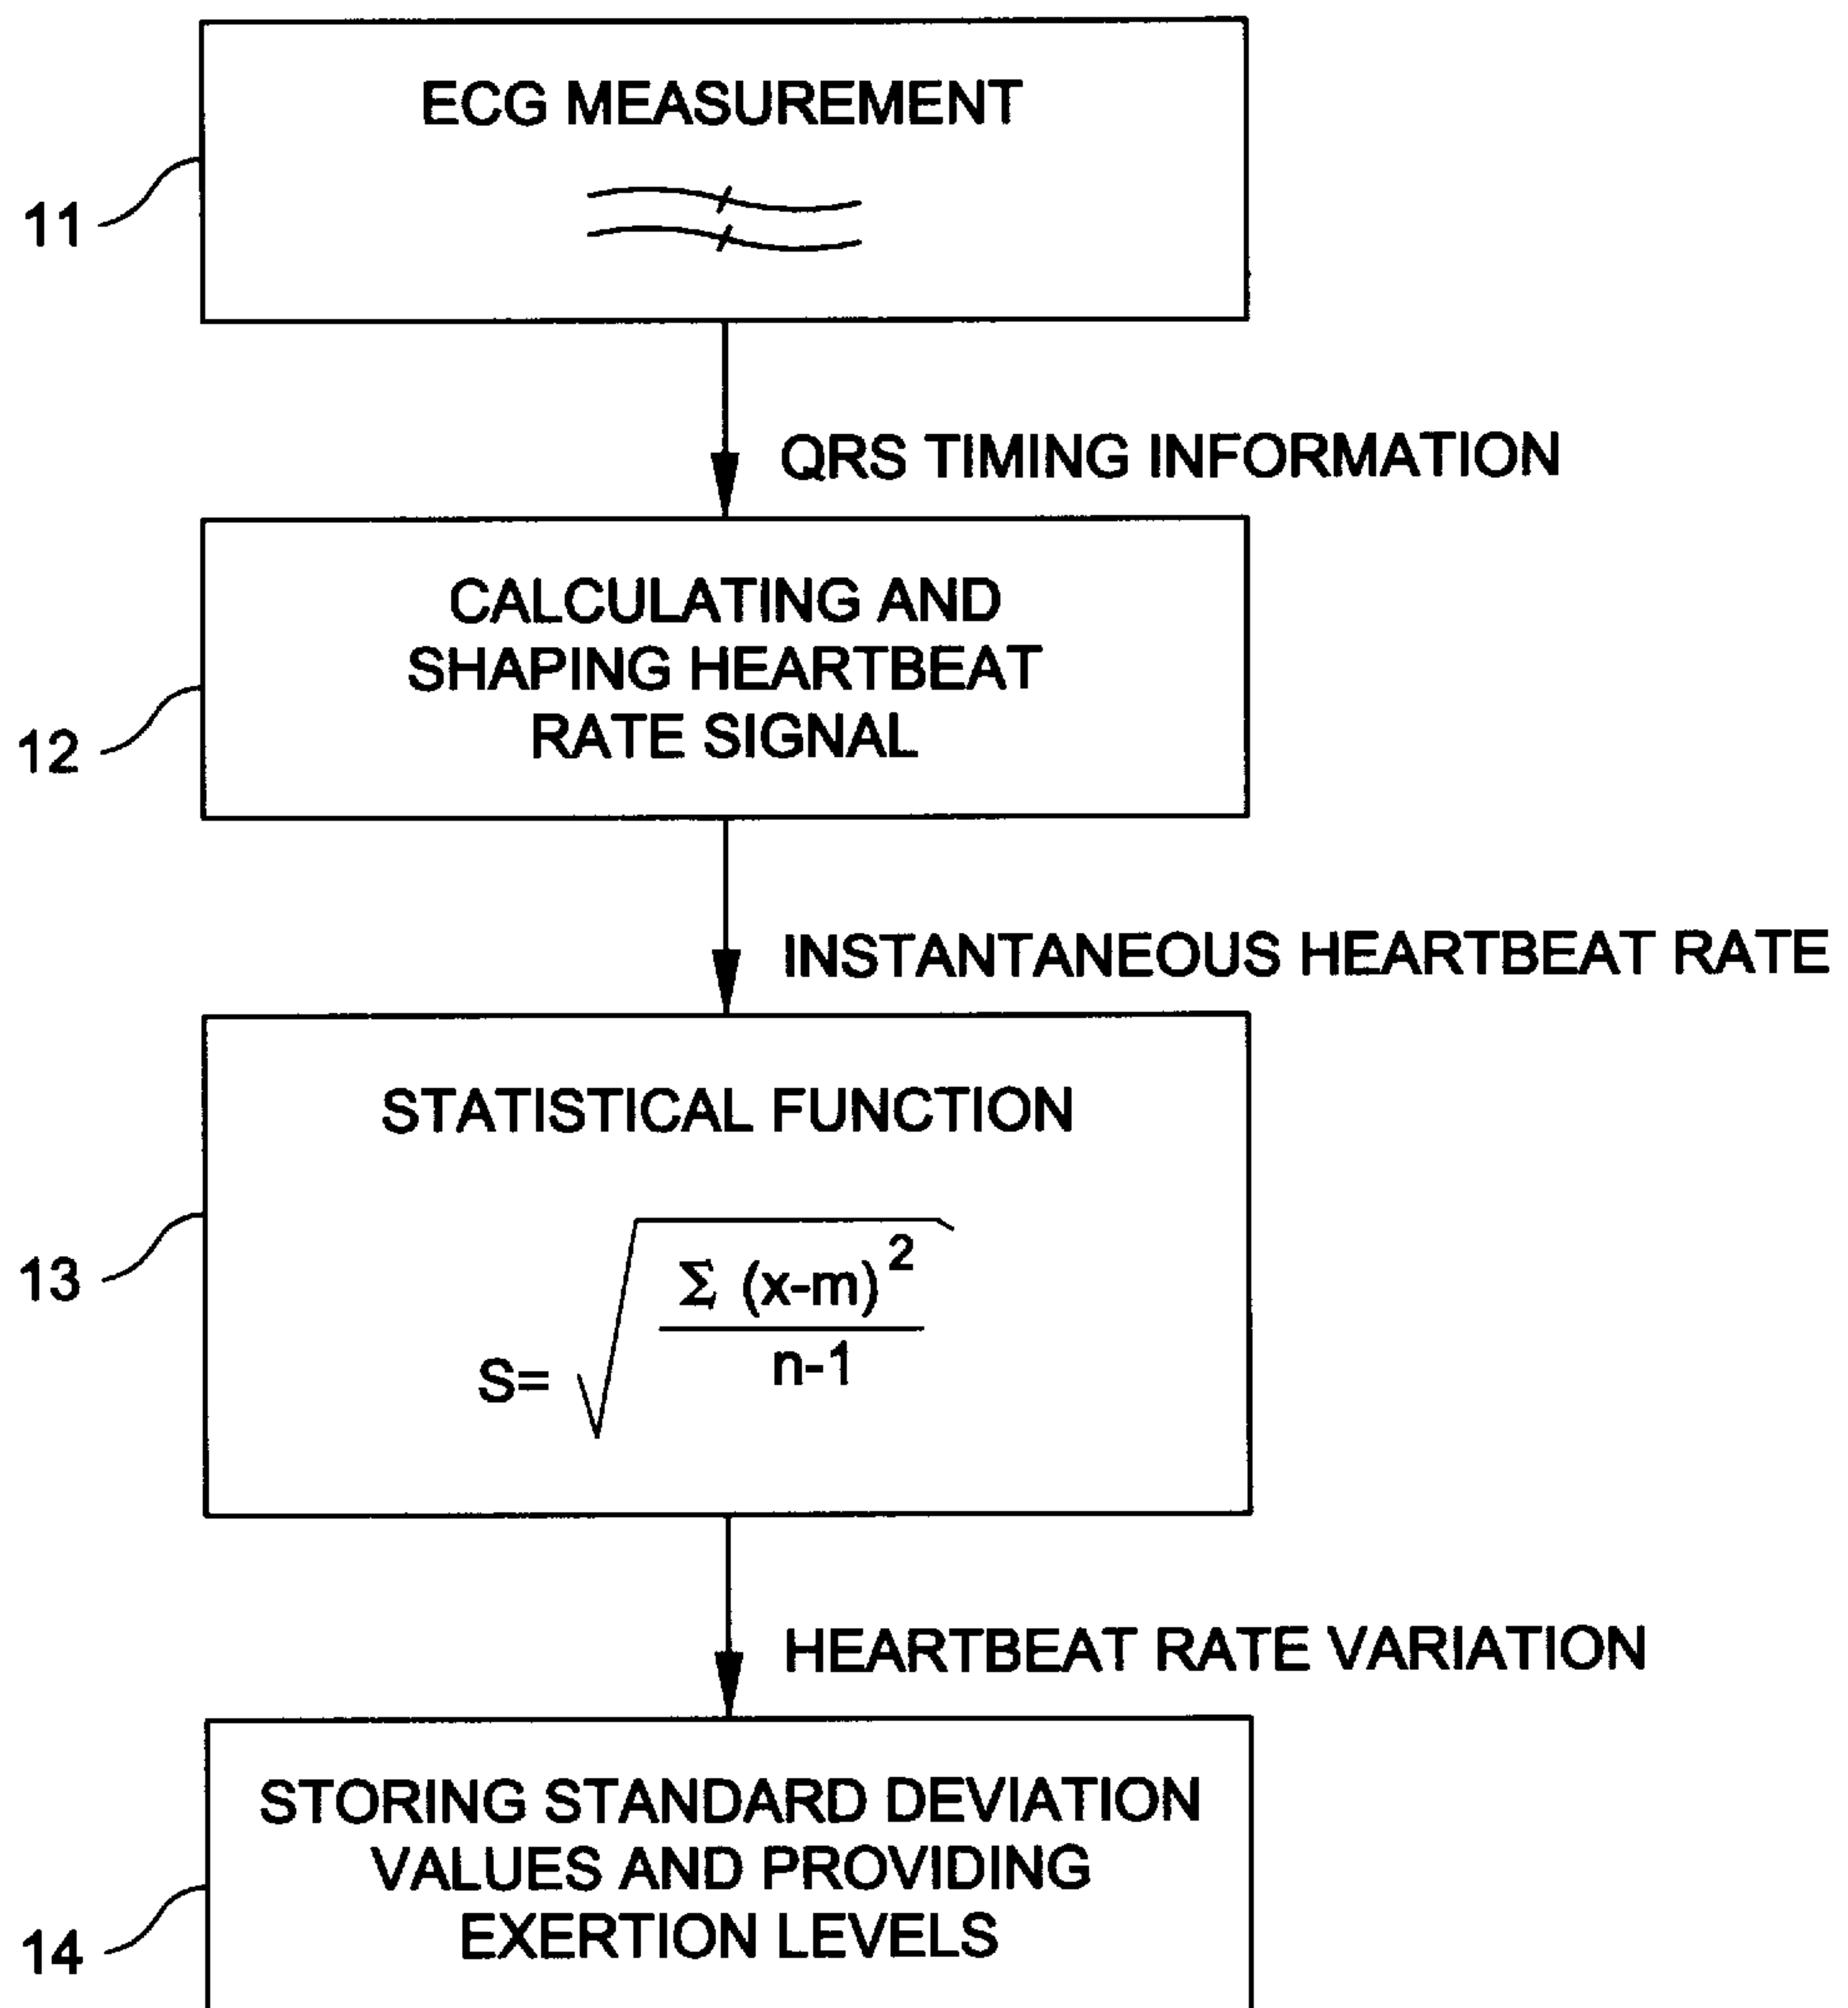 ECG MEASUREMENT
11
QRS TIMING INFORMATION
CALCULATING AND
SHAPING HEARTBEAT
RATE SIGNAL
12
INSTANTANEOUS HEARTBEAT RATE
STATISTICAL FUNCTION
13
S= √ Σ (x-m)²
n-1
HEARTBEAT RATE VARIATION
STORING STANDARD DEVIATION
VALUES AND PROVIDING
EXERTION LEVELS
14